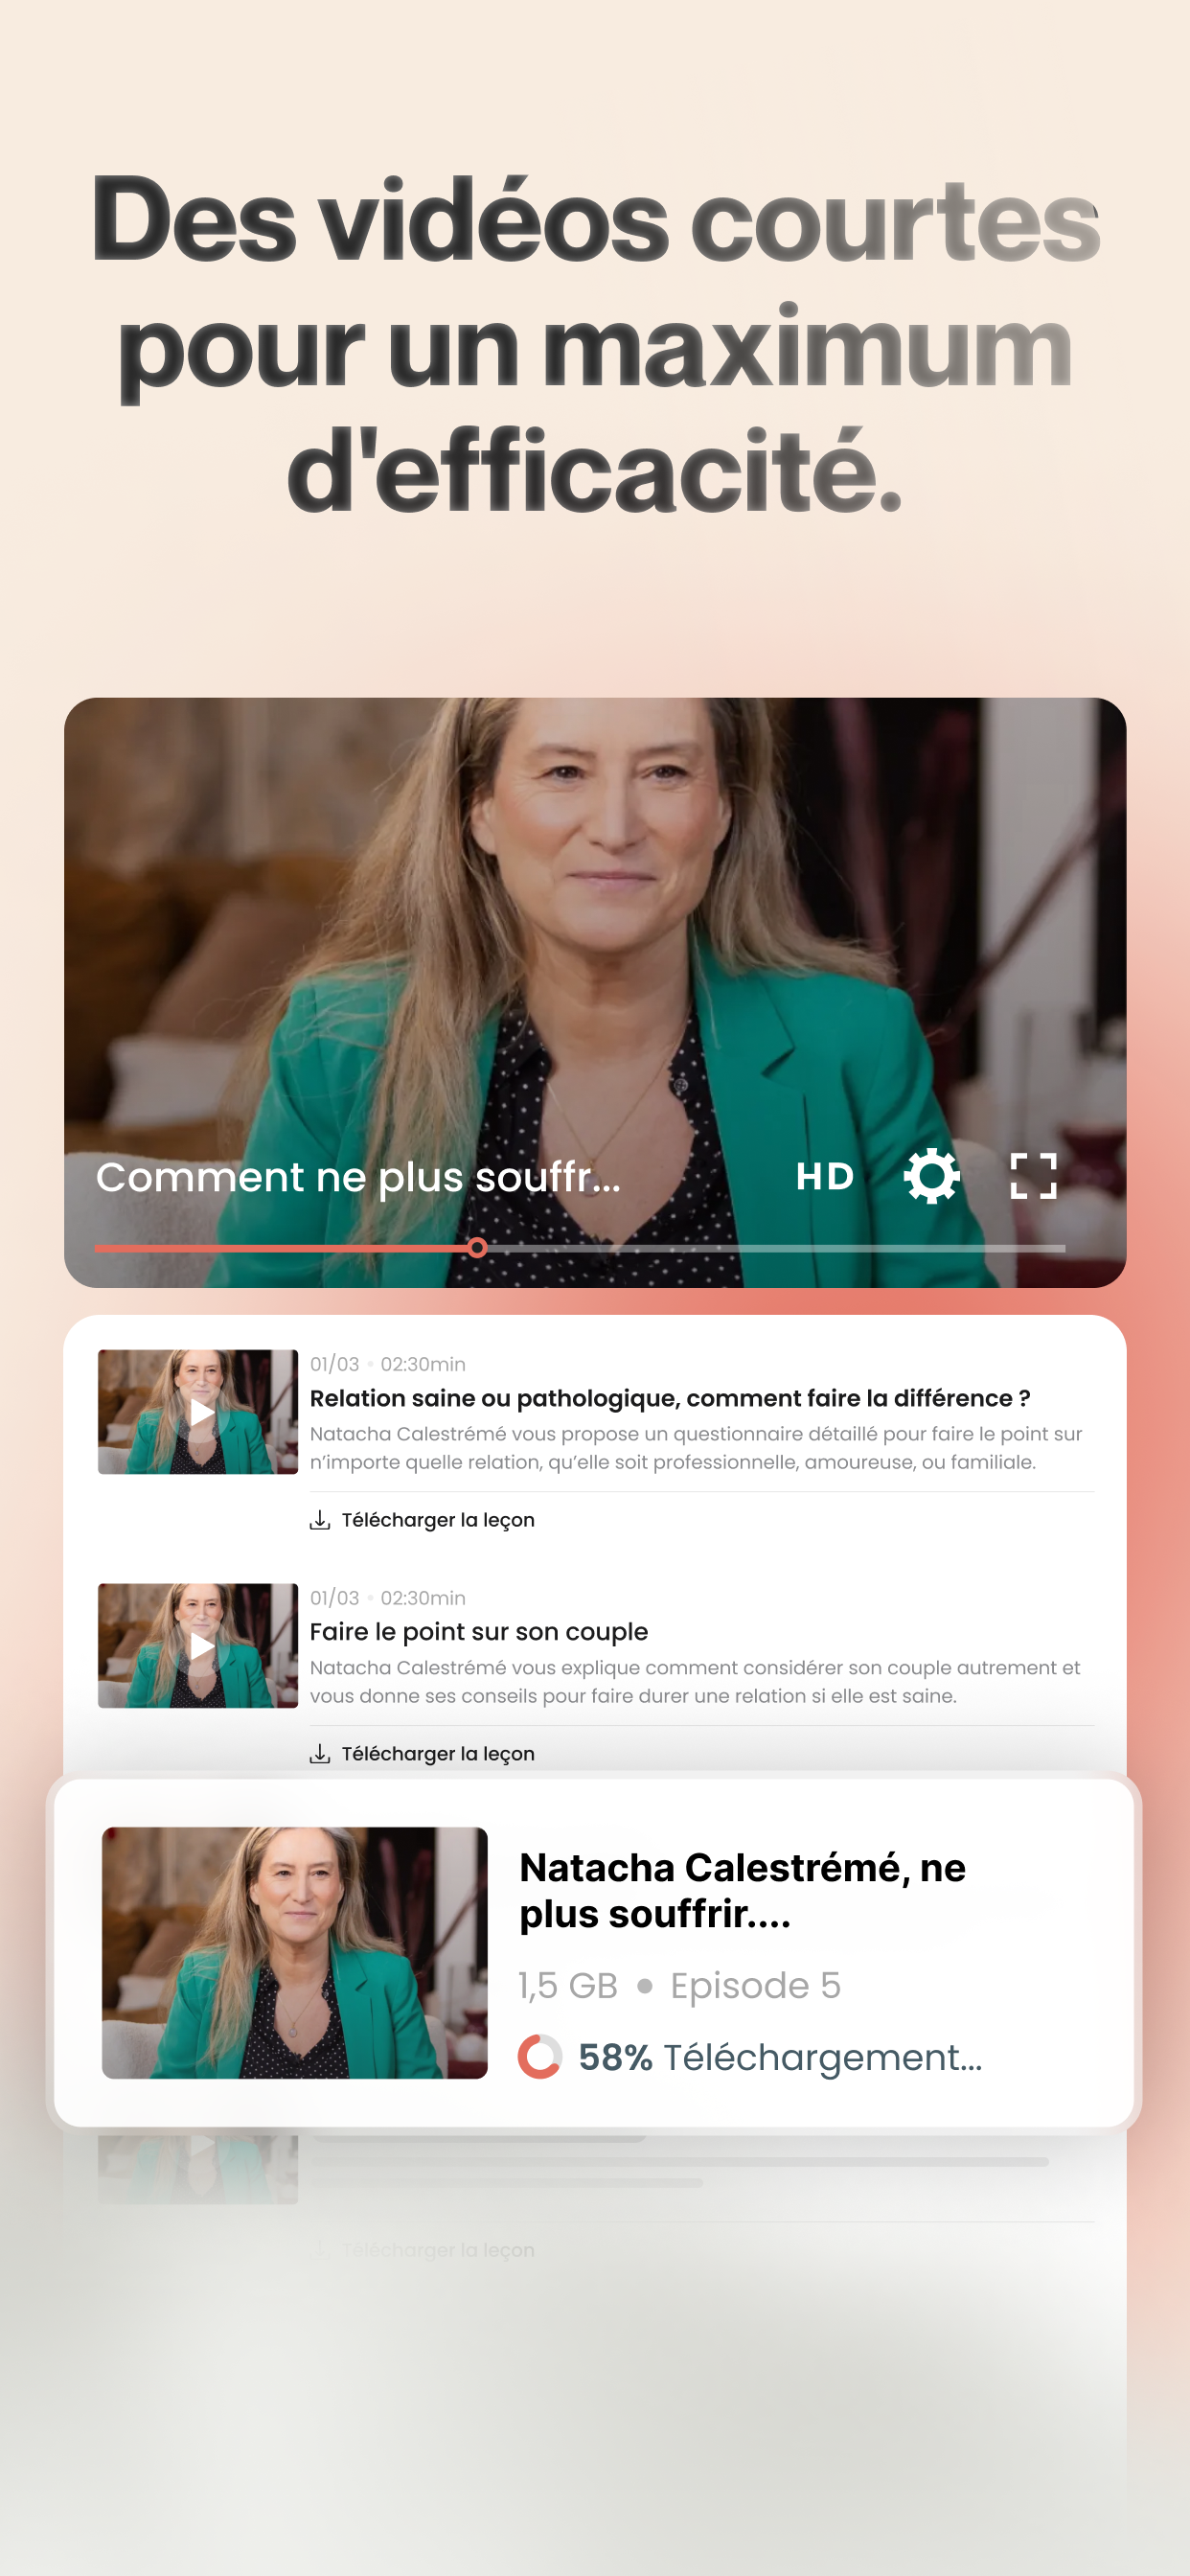 Des vidéos courtes
pour un maximum
d'efficacité.
Comment ne plus souffr...
HD
01/03 • 02:30min
Relation saine ou pathologique, comment faire la différence ?
Natacha Calestrémé vous propose un questionnaire détaillé pour faire le point sur
n’importe quelle relation, qu’elle soit professionnelle, amoureuse, ou familiale.
Télécharger la leçon
01/03 • 02:30min
Faire le point sur son couple
Natacha Calestrémé vous explique comment considérer son couple autrement et
vous donne ses conseils pour faire durer une relation si elle est saine.
Télécharger la leçon
Natacha Calestrémé, ne
plus souffrir....
1,5 GB • Episode 5
58% Téléchargement...
Télécharger la leçon